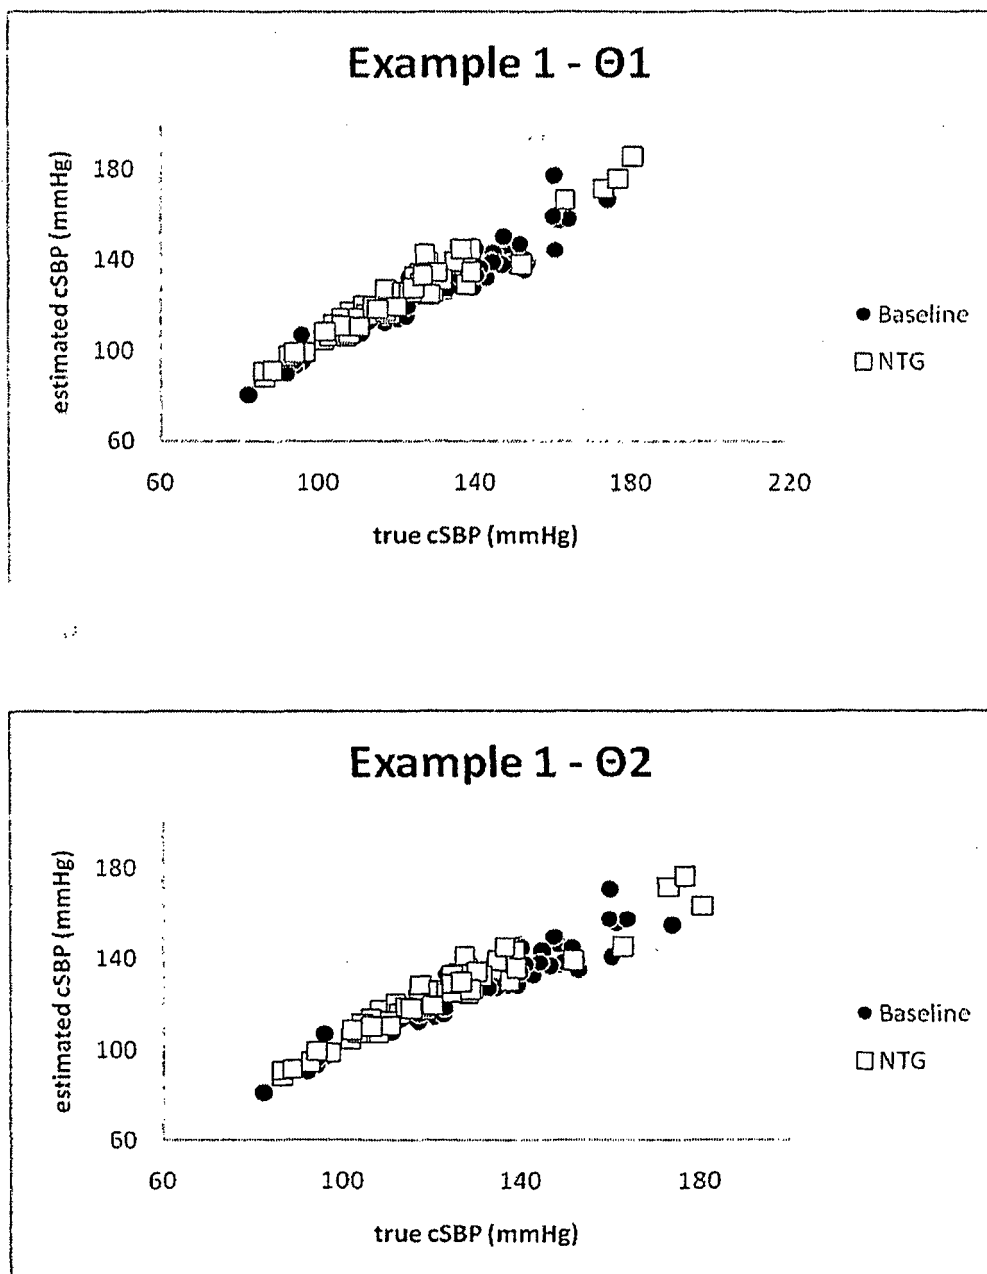 Example 1 - Θ1
estimated cSBP (mmHg)
180
140
100
60
60 100 140 180 220
true cSBP (mmHg)
Baseline
NTG
Example 1 - Θ2
estimated cSBP (mmHg)
180
140
100
60
60 100 140 180
true cSBP (mmHg)
Baseline
NTG